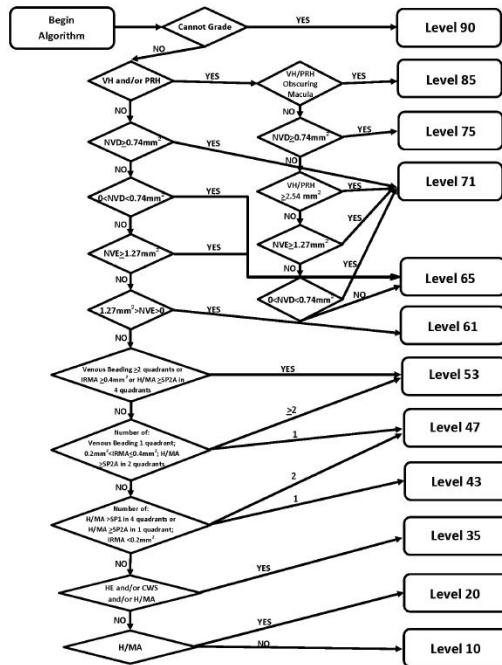 Begin
Algorithm
Cannot Grade
YES
Level 90
NO
VH and/or PRH
YES
VH/PRH
Obscuring
Macula
YES
Level 85
NO
NO
NVD≥0.74mm²
YES
NVD≥0.74mm²
YES
Level 75
NO
NO
0<NVD<0.74mm²
YES
VH/PRH
≥2.54 mm²
YES
Level 71
NO
NO
NVE≥1.27mm²
YES
NVE≥1.27mm²
YES
NO
NO
1.27mm²>NVE>0
YES
0<NVD<0.74mm²
YES
NO
Level 65
Level 61
NO
Venous Beading ≥2 quadrants or
IRMA ≥0.4mm² or H/MA ≥SP2A in
4 quadrants
YES
Level 53
NO
Number of:
Venous Beading 1 quadrant;
0.2mm²<IRMA≤0.4mm²; H/MA
≥SP2A in 2 quadrants
≥2
1
Level 47
NO
Number of:
H/MA >SP1 in 4 quadrants or
H/MA ≥SP2A in 1 quadrant;
IRMA <0.2mm²
2
1
Level 43
NO
HE and/or CWS
and/or H/MA
YES
Level 35
NO
H/MA
YES
Level 20
NO
Level 10